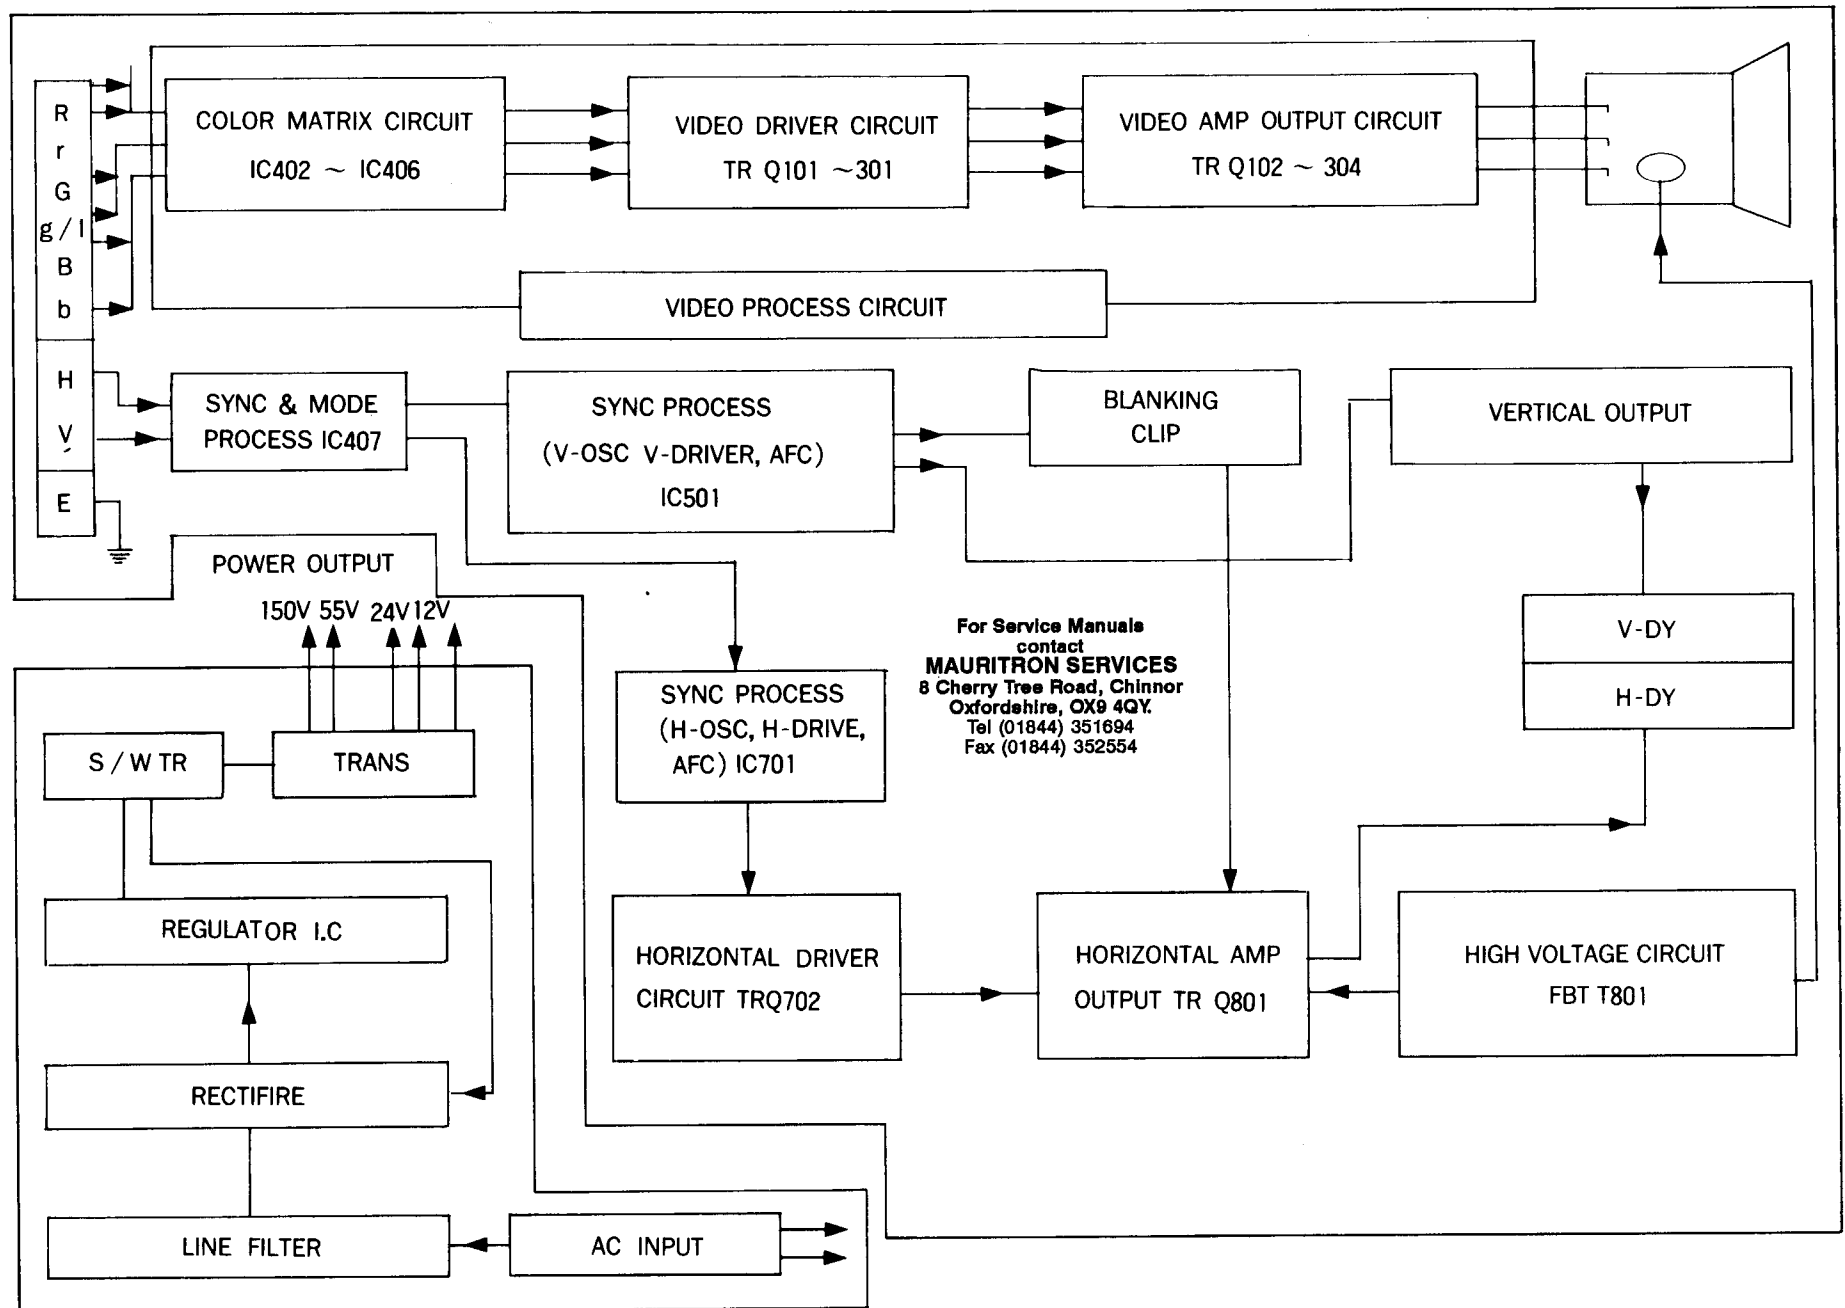 R
r
G
g/I
B
b
H
V
E
COLOR MATRIX CIRCUIT
IC402 ~ IC406
VIDEO DRIVER CIRCUIT
TR Q101 ~301
VIDEO AMP OUTPUT CIRCUIT
TR Q102 ~ 304
VIDEO PROCESS CIRCUIT
SYNC & MODE
PROCESS IC407
SYNC PROCESS
(V-OSC V-DRIVER, AFC)
IC501
BLANKING
CLIP
VERTICAL OUTPUT
POWER OUTPUT
150V 55V 24V 12V
For Service Manuals
contact
MAURITRON SERVICES
8 Cherry Tree Road, Chinnor
Oxfordshire, OX9 4QY.
Tel (01844) 351694
Fax (01844) 352554
V-DY
H-DY
SYNC PROCESS
(H-OSC, H-DRIVE,
AFC) IC701
S/W TR
TRANS
REGULATOR I.C
HORIZONTAL DRIVER
CIRCUIT TRQ702
HORIZONTAL AMP
OUTPUT TR Q801
HIGH VOLTAGE CIRCUIT
FBT T801
RECTIFIRE
LINE FILTER
AC INPUT